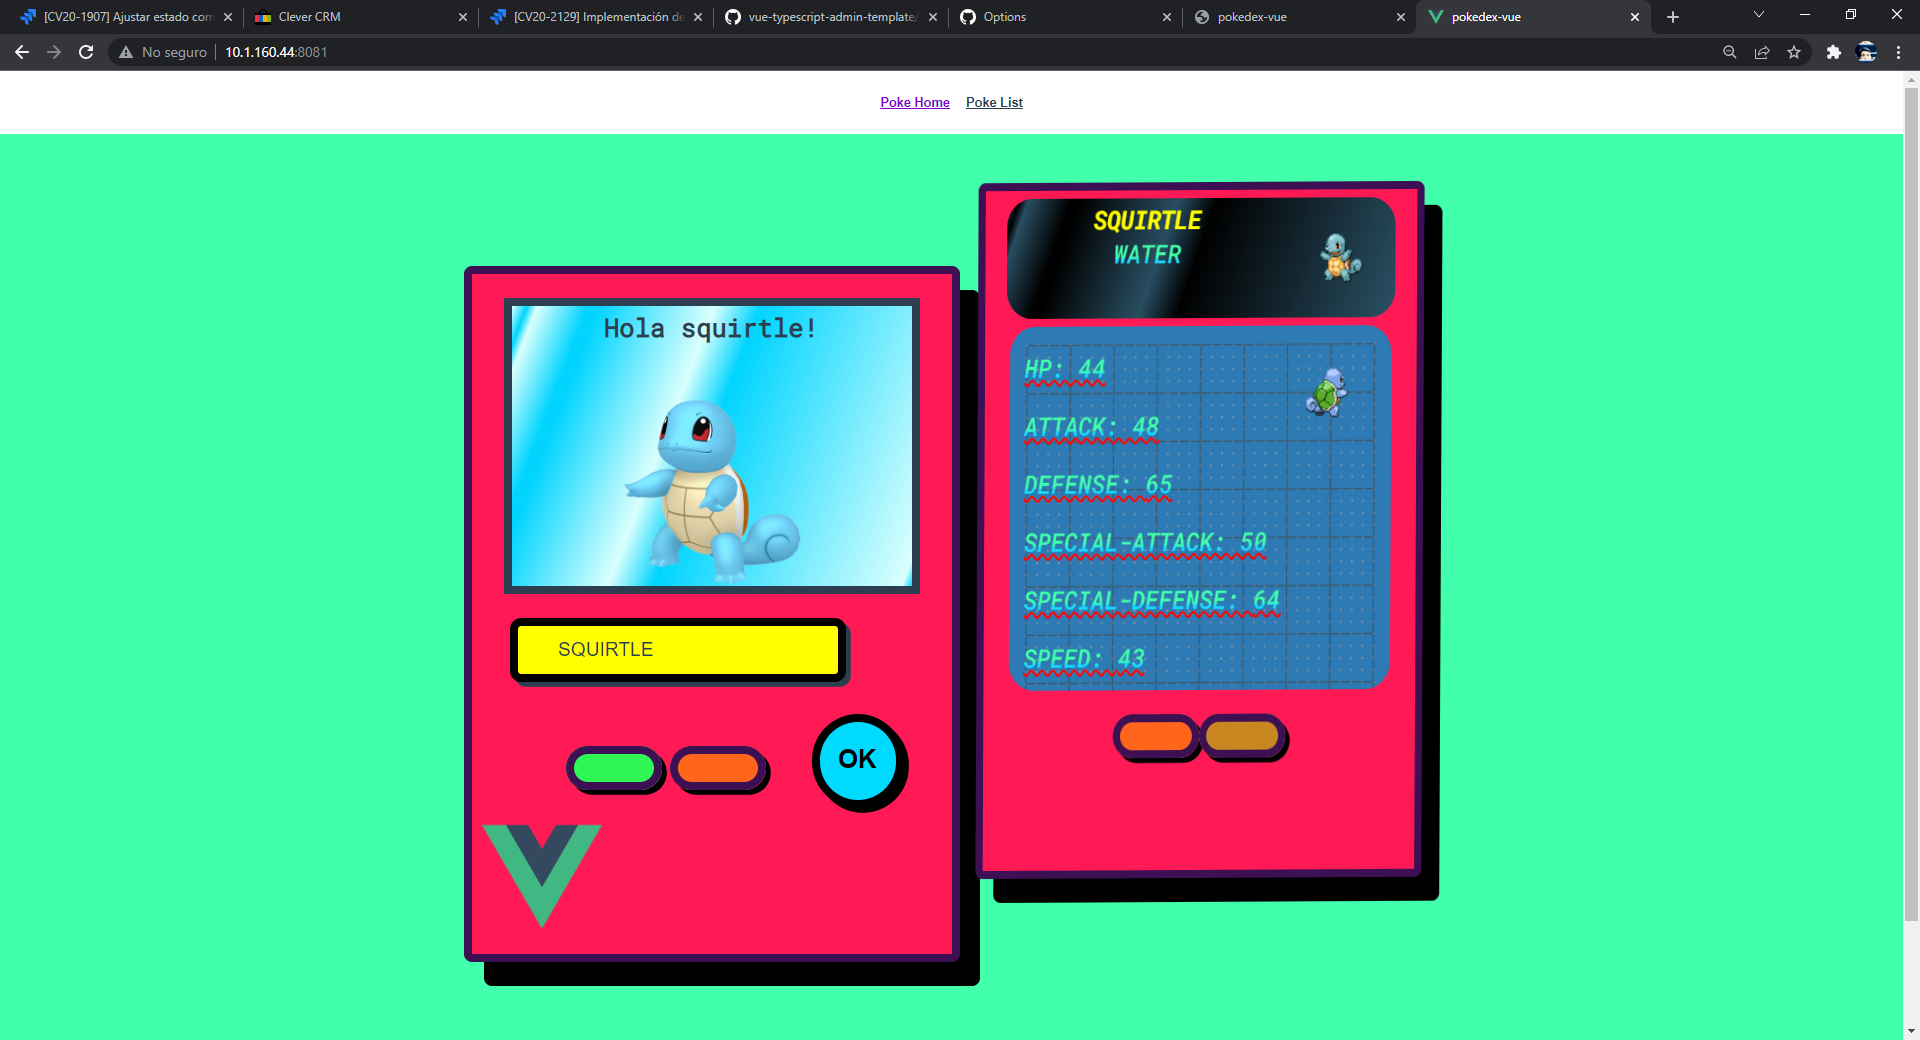 [CV20-1907] Ajustar estado com
Clever CRM
[CV20-2129] Implementación de
vue-typescript-admin-template/
Options
pokedex-vue
pokedex-vue
No seguro
10.1.160.44:8081
Poke Home
Poke List
Hola squirtle!
SQUIRTLE
OK
SQUIRTLE
WATER
HP: 44
ATTACK: 48
DEFENSE: 65
SPECIAL-ATTACK: 50
SPECIAL-DEFENSE: 64
SPEED: 43